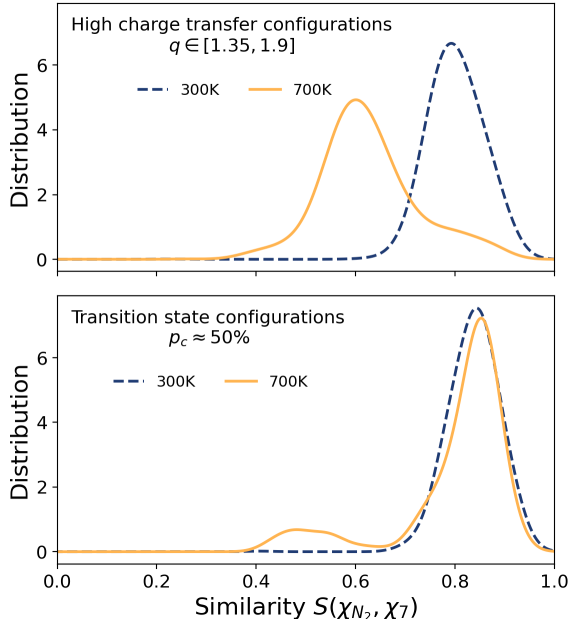 High charge transfer configurations
q ∈ [1.35, 1.9]
300K 700K
Distribution
6
4
2
0
Transition state configurations
p_c ≈ 50%
300K 700K
Distribution
6
4
2
0
0.0 0.2 0.4 0.6 0.8 1.0
Similarity S(χ_{N_2}, χ_7)